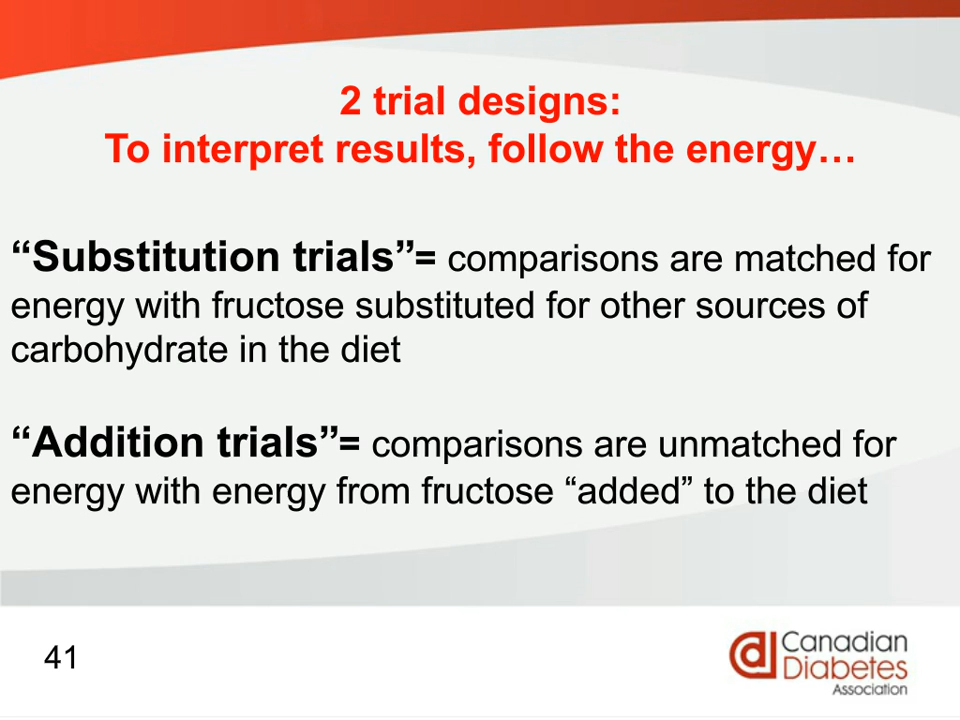 2 trial designs:
To interpret results, follow the energy…
“Substitution trials”= comparisons are matched for
energy with fructose substituted for other sources of
carbohydrate in the diet
“Addition trials”= comparisons are unmatched for
energy with energy from fructose “added” to the diet
41
Canadian
Diabetes
Association